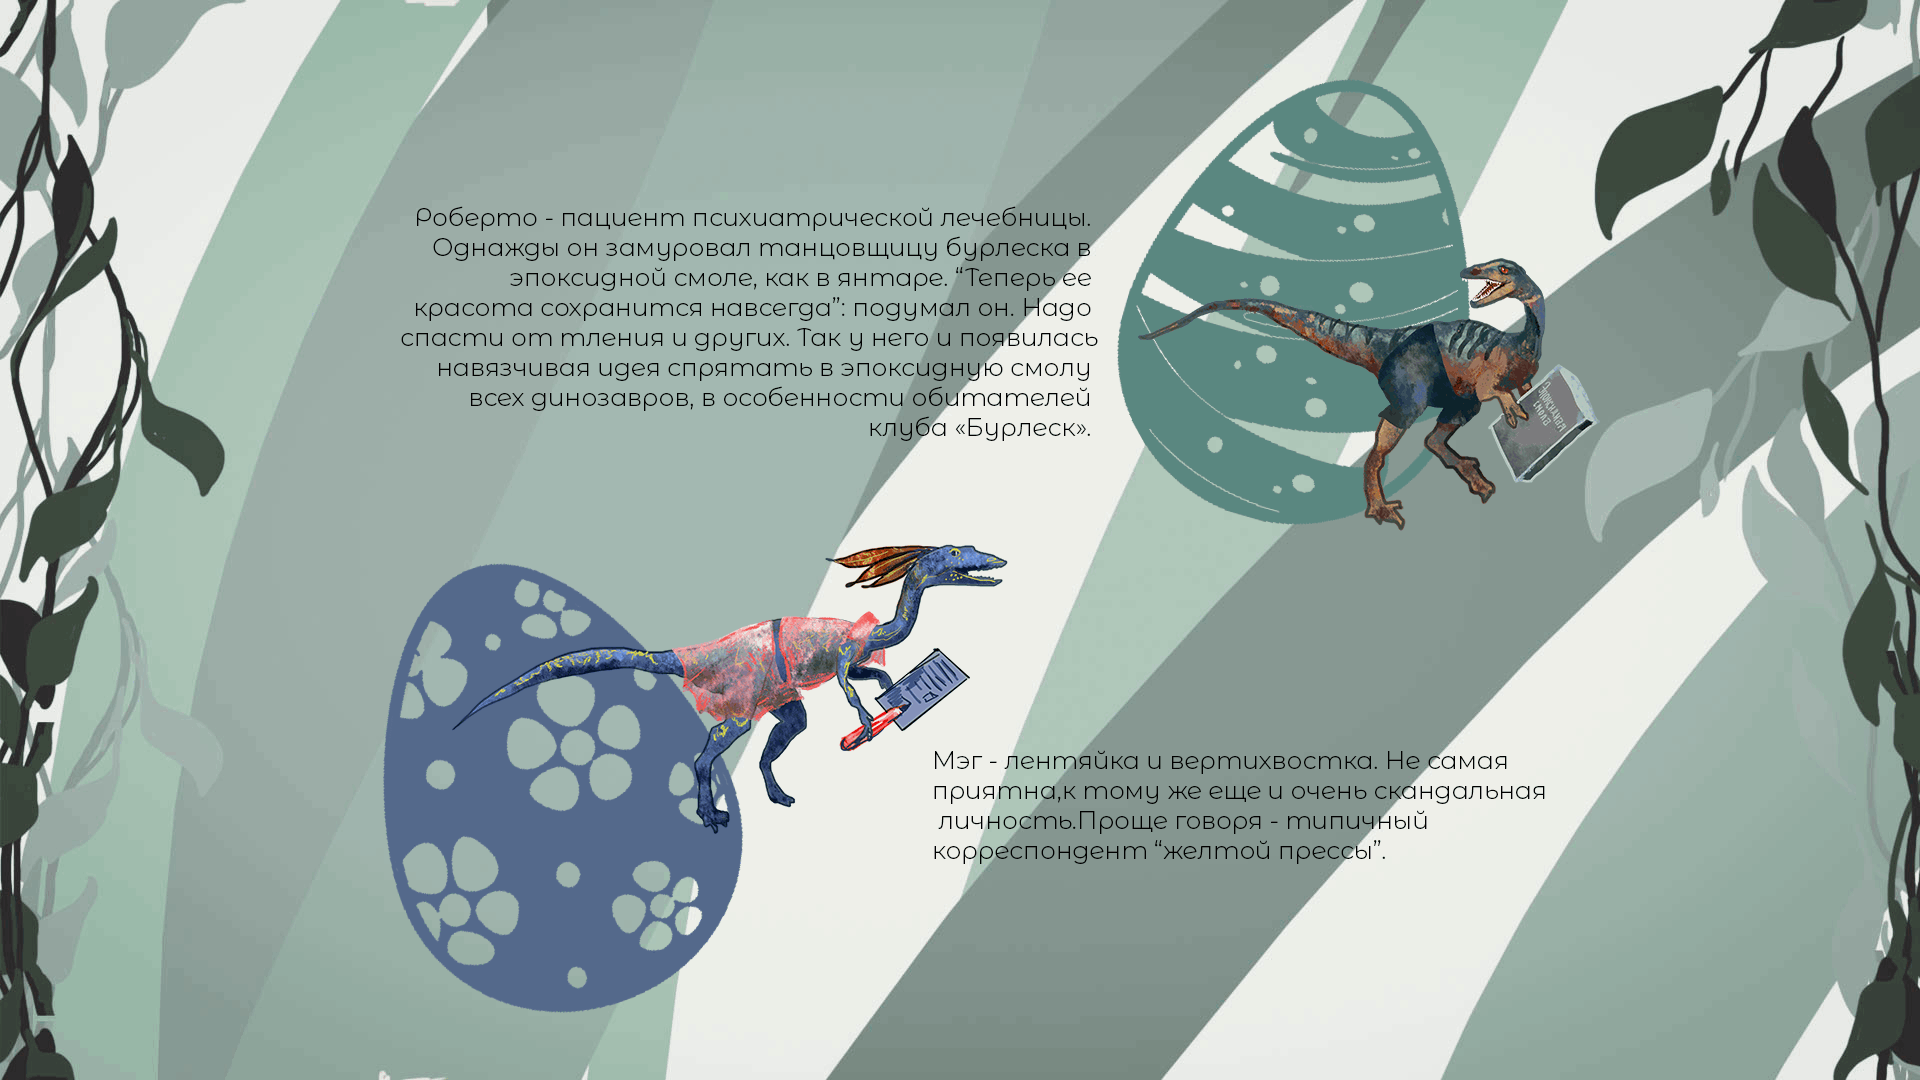 Роберто - пациент психиатрической лечебницы.
Однажды он замуровал танцовщицу бурлеска в
эпоксидной смоле, как в янтаре. “Теперь ее
красота сохранится навсегда”: подумал он. Надо
спасти от тления и других. Так у него и появилась
навязчивая идея спрятать в эпоксидную смолу
всех динозавров, в особенности обитателей
клуба «Бурлеск».
Мэг - лентяйка и вертихвостка. Не самая
приятна,к тому же еще и очень скандальная
личность.Проще говоря - типичный
корреспондент “желтой прессы”.